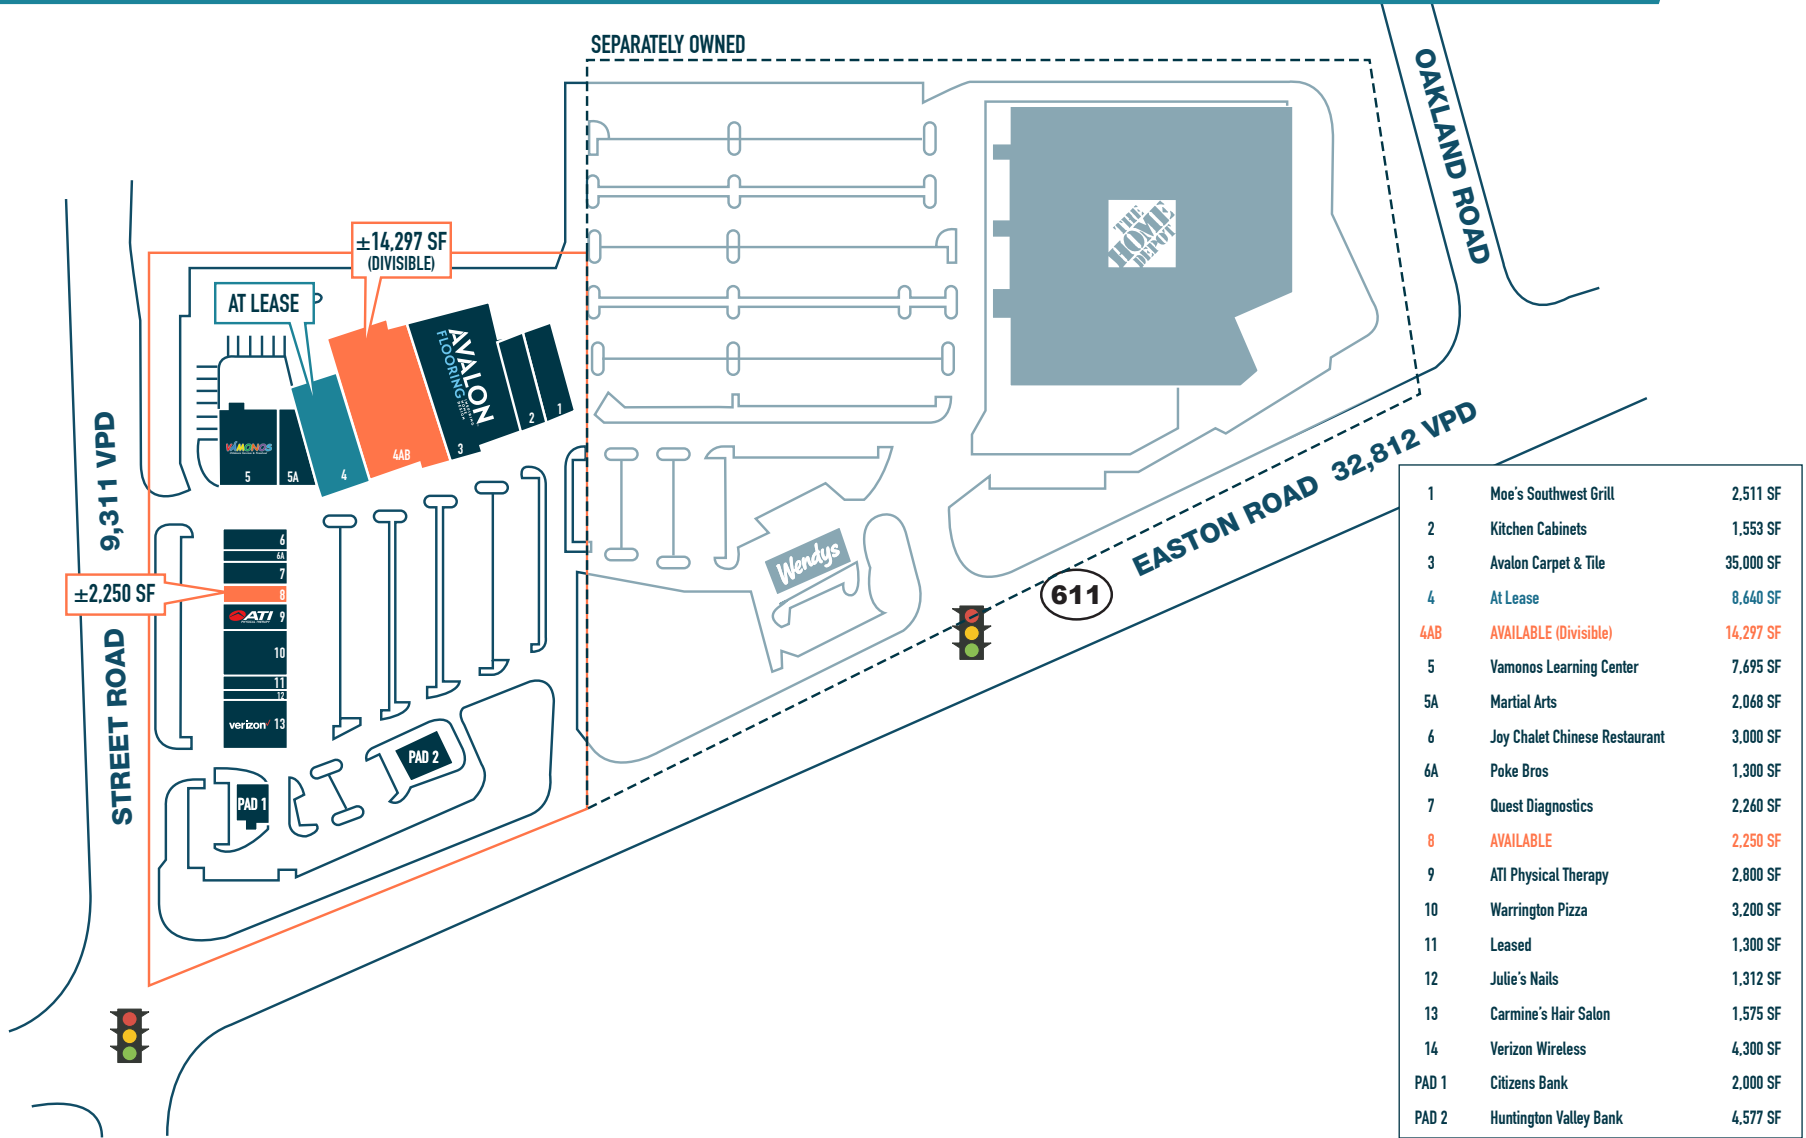 SEPARATELY OWNED
OAKLAND ROAD
THE
HOME
DEPOT
±14,297 SF
(DIVISIBLE)
AT LEASE
AVALON
FLOORING
1
2
3
4AB
4
VÁMONOS
5
5A
9,311 VPD
STREET ROAD
6
6A
7
±2,250 SF
8
ATI
PHYSICAL THERAPY
9
10
11
12
verizon
13
PAD 1
PAD 2
Wendys
611
EASTON ROAD 32,812 VPD
1 Moe's Southwest Grill 2,511 SF
2 Kitchen Cabinets 1,553 SF
3 Avalon Carpet & Tile 35,000 SF
4 At Lease 8,640 SF
4AB AVAILABLE (Divisible) 14,297 SF
5 Vamonos Learning Center 7,695 SF
5A Martial Arts 2,068 SF
6 Joy Chalet Chinese Restaurant 3,000 SF
6A Poke Bros 1,300 SF
7 Quest Diagnostics 2,260 SF
8 AVAILABLE 2,250 SF
9 ATI Physical Therapy 2,800 SF
10 Warrington Pizza 3,200 SF
11 Leased 1,300 SF
12 Julie's Nails 1,312 SF
13 Carmine's Hair Salon 1,575 SF
14 Verizon Wireless 4,300 SF
PAD 1 Citizens Bank 2,000 SF
PAD 2 Huntington Valley Bank 4,577 SF